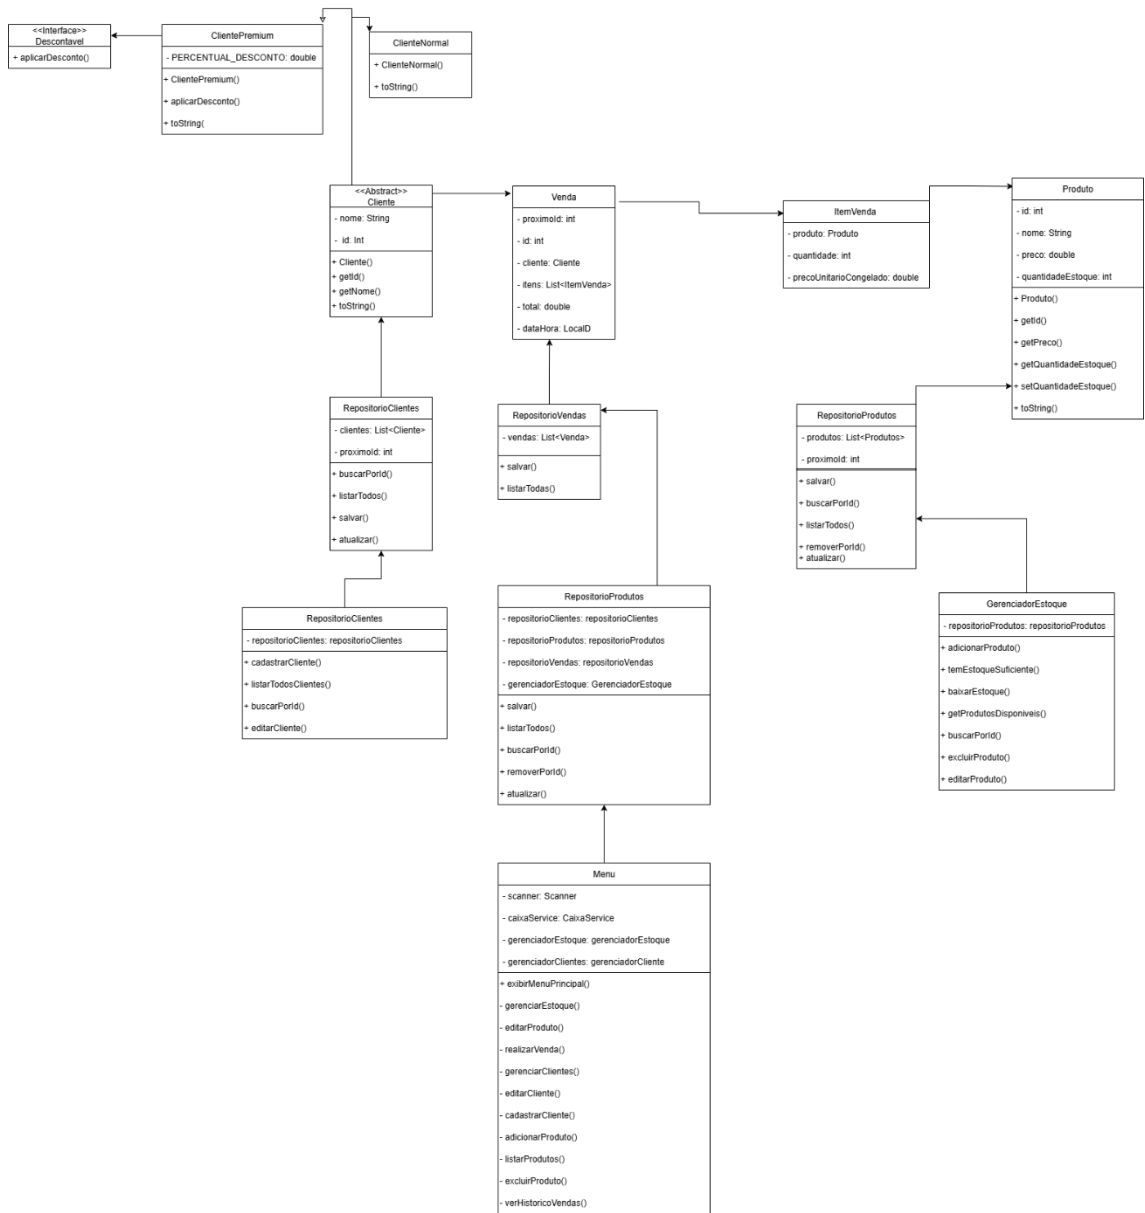 <<Interface>>
Descontavel
+ aplicarDesconto()
ClientePremium
- PERCENTUAL_DESCONTO: double
+ ClientePremium()
+ aplicarDesconto()
+ toString(
ClienteNormal
+ ClienteNormal()
+ toString()
<<Abstract>>
Cliente
- nome: String
- id: Int
+ Cliente()
+ getId()
+ getNome()
+ toString()
Venda
- proximoId: int
- id: int
- cliente: Cliente
- itens: List<ItemVenda>
- total: double
- dataHora: LocalD
ItemVenda
- produto: Produto
- quantidade: int
- precoUnitarioCongelado: double
Produto
- id: int
- nome: String
- preco: double
- quantidadeEstoque: int
+ Produto()
+ getId()
+ getPreco()
+ getQuantidadeEstoque()
+ setQuantidadeEstoque()
+ toString()
RepositorioClientes
- clientes: List<Cliente>
- proximoId: int
+ buscarPorId()
+ listarTodos()
+ salvar()
+ atualizar()
RepositorioVendas
- vendas: List<Venda>
+ salvar()
+ listarTodas()
RepositorioProdutos
- produtos: List<Produtos>
- proximoId: int
+ salvar()
+ buscarPorId()
+ listarTodos()
+ removerPorId()
+ atualizar()
RepositorioClientes
- repositorioClientes: repositorioClientes
+ cadastrarCliente()
+ listarTodosClientes()
+ buscarPorId()
+ editarCliente()
RepositorioProdutos
- repositorioClientes: repositorioClientes
- repositorioProdutos: repositorioProdutos
- repositorioVendas: repositorioVendas
- gerenciadorEstoque: GerenciadorEstoque
+ salvar()
+ listarTodos()
+ buscarPorId()
+ removerPorId()
+ atualizar()
GerenciadorEstoque
- repositorioProdutos: repositorioProdutos
+ adicionarProduto()
+ temEstoqueSuficiente()
+ baixarEstoque()
+ getProdutosDisponiveis()
+ buscarPorId()
+ excluirProduto()
+ editarProduto()
Menu
- scanner: Scanner
- caixaService: CaixaService
- gerenciadorEstoque: gerenciadorEstoque
- gerenciadorClientes: gerenciadorCliente
+ exibirMenuPrincipal()
- gerenciarEstoque()
- editarProduto()
- realizarVenda()
- gerenciarClientes()
- editarCliente()
- cadastrarCliente()
- adicionarProduto()
- listarProdutos()
- excluirProduto()
- verHistoricoVendas()